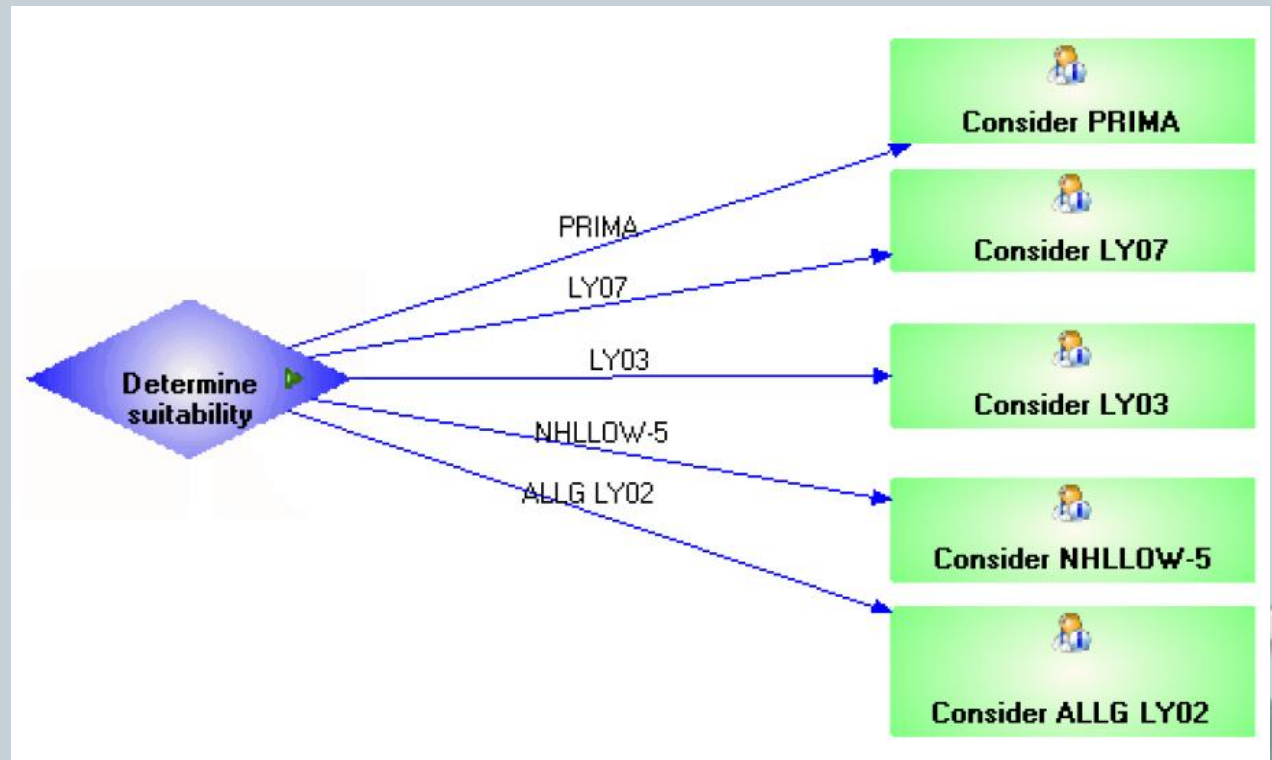 Consider PRIMA
PRIMA
Consider LY07
LY07
LY03
Determine
suitability
Consider LY03
NHLLOW-5
ALLG LY02
Consider NHLLOW-5
Consider ALLG LY02